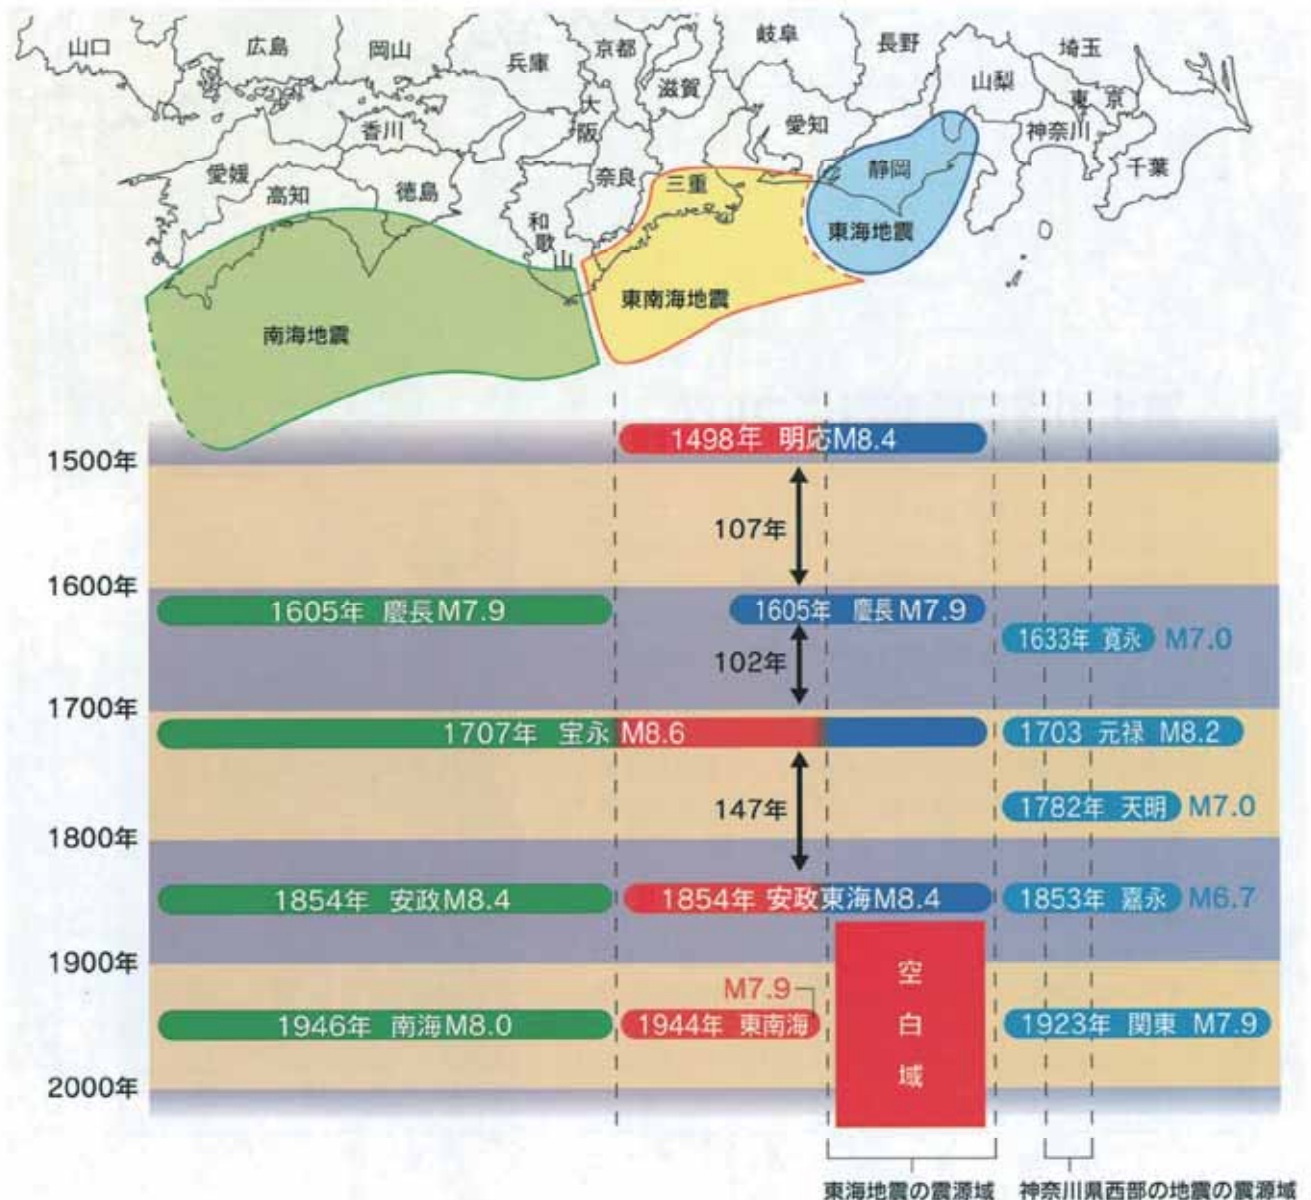 山口
広島
岡山
兵庫
京都
滋賀
岐阜
長野
山梨
埼玉
東京
神奈川
千葉
大阪
香川
愛媛
高知
徳島
奈良
和歌山
三重
愛知
静岡
東海地震
東南海地震
南海地震
1498年 明応M8.4
1500年
107年
1600年
1605年 慶長M7.9
1605年 慶長M7.9
1633年 寛永 M7.0
102年
1700年
1707年 宝永 M8.6
1703 元禄 M8.2
147年
1782年 天明 M7.0
1800年
1854年 安政M8.4
1854年 安政東海M8.4
1853年 嘉永 M6.7
1900年
空白域
M7.9
1946年 南海M8.0
1944年 東南海
1923年 関東 M7.9
2000年
東海地震の震源域
神奈川県西部の地震の震源域